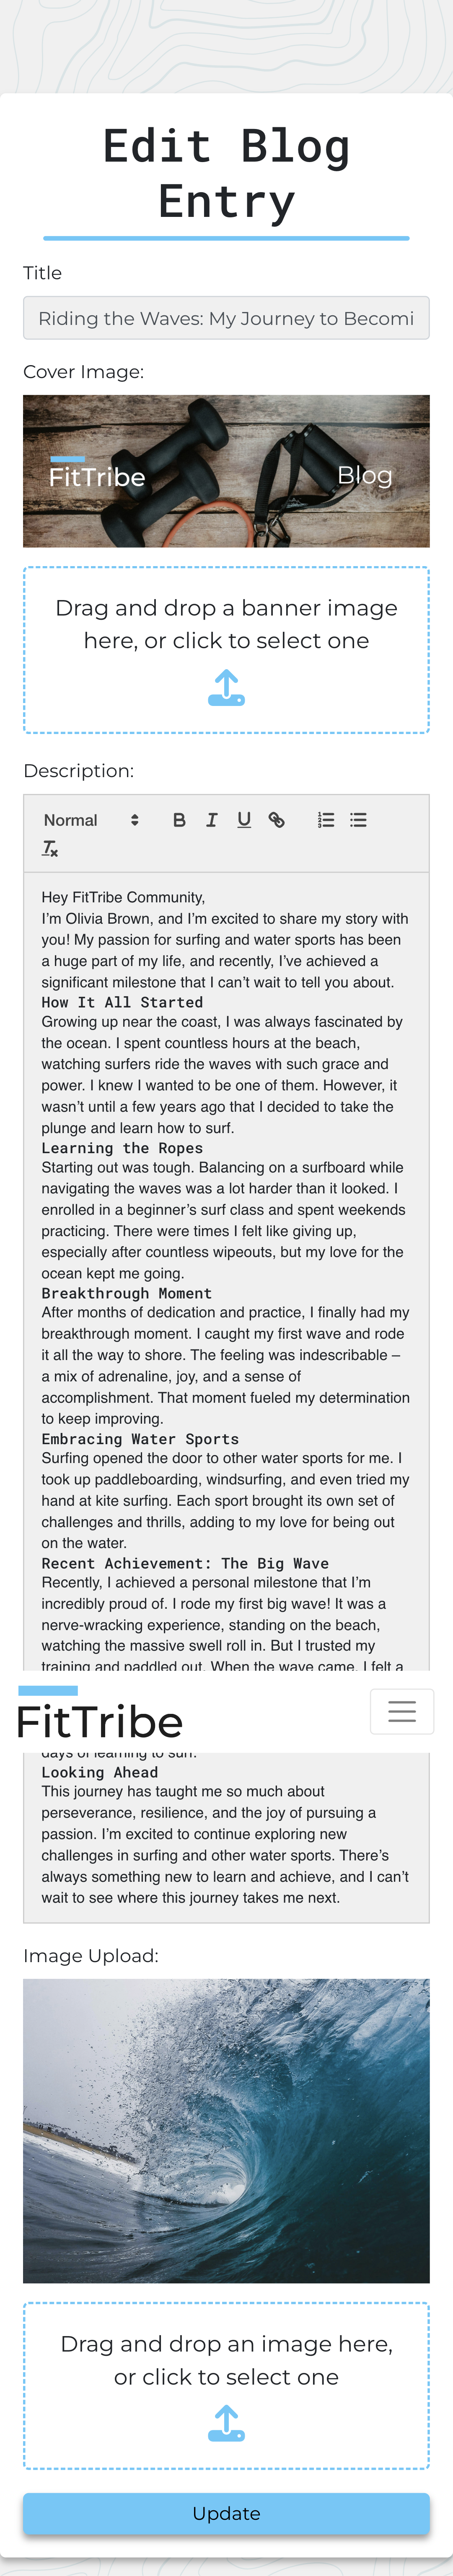 Edit Blog
Entry
Title
Riding the Waves: My Journey to Becomi
Cover Image:
FitTribe
Blog
Drag and drop a banner image
here, or click to select one
Description:
Normal
Hey FitTribe Community,
I’m Olivia Brown, and I’m excited to share my story with
you! My passion for surfing and water sports has been
a huge part of my life, and recently, I’ve achieved a
significant milestone that I can’t wait to tell you about.
How It All Started
Growing up near the coast, I was always fascinated by
the ocean. I spent countless hours at the beach,
watching surfers ride the waves with such grace and
power. I knew I wanted to be one of them. However, it
wasn’t until a few years ago that I decided to take the
plunge and learn how to surf.
Learning the Ropes
Starting out was tough. Balancing on a surfboard while
navigating the waves was a lot harder than it looked. I
enrolled in a beginner’s surf class and spent weekends
practicing. There were times I felt like giving up,
especially after countless wipeouts, but my love for the
ocean kept me going.
Breakthrough Moment
After months of dedication and practice, I finally had my
breakthrough moment. I caught my first wave and rode
it all the way to shore. The feeling was indescribable –
a mix of adrenaline, joy, and a sense of
accomplishment. That moment fueled my determination
to keep improving.
Embracing Water Sports
Surfing opened the door to other water sports for me. I
took up paddleboarding, windsurfing, and even tried my
hand at kite surfing. Each sport brought its own set of
challenges and thrills, adding to my love for being out
on the water.
Recent Achievement: The Big Wave
Recently, I achieved a personal milestone that I’m
incredibly proud of. I rode my first big wave! It was a
nerve-wracking experience, standing on the beach,
watching the massive swell roll in. But I trusted my
training and paddled out. When the wave came, I felt a
FitTribe
days of learning to surf.
Looking Ahead
This journey has taught me so much about
perseverance, resilience, and the joy of pursuing a
passion. I’m excited to continue exploring new
challenges in surfing and other water sports. There’s
always something new to learn and achieve, and I can’t
wait to see where this journey takes me next.
Image Upload:
Drag and drop an image here,
or click to select one
Update